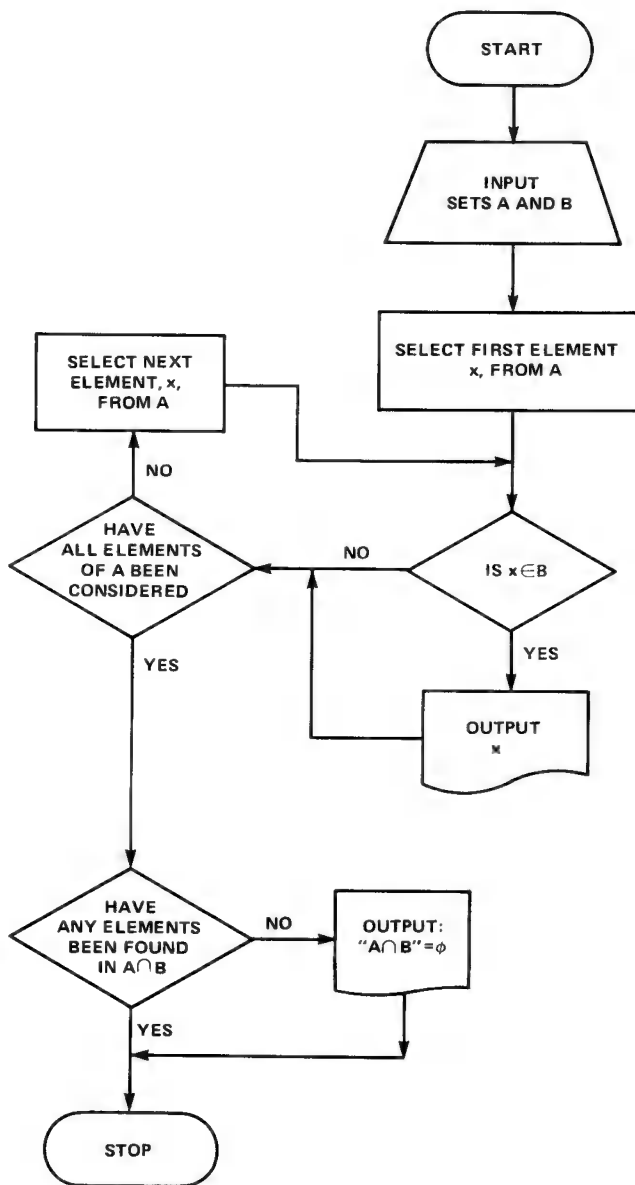 START
INPUT
SETS A AND B
SELECT FIRST ELEMENT
x, FROM A
SELECT NEXT
ELEMENT, x,
FROM A
NO
HAVE
ALL ELEMENTS
OF A BEEN
CONSIDERED
NO
IS x∈B
YES
YES
OUTPUT
x
HAVE
ANY ELEMENTS
BEEN FOUND
IN A∩B
NO
OUTPUT:
"A∩B"=ϕ
YES
STOP